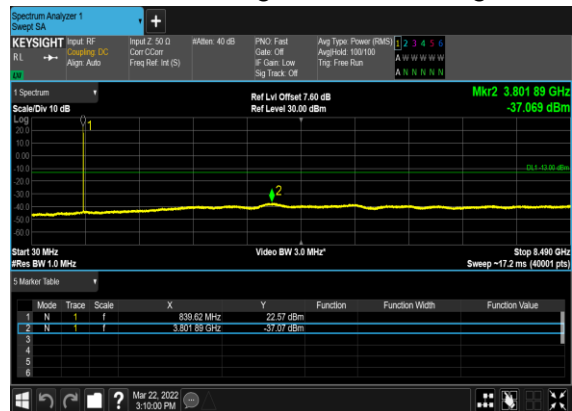 Spectrum Analyzer 1
Swept SA
+
KEYSIGHT Input: RF Input Z: 50 Ω #Atten: 40 dB PNO: Fast Avg Type: Power (RMS) 1 2 3 4 5 6
RL Coupling: DC Corr CCorr Gate: Off Avg|Hold: 100/100 A W W W W W
Align: Auto Freq Ref: Int (S) IF Gain: Low Trig: Free Run
Sig Track: Off A N N N N N
1 Spectrum Ref Lvl Offset 7.60 dB Mkr2 3.801 89 GHz
Scale/Div 10 dB Ref Level 30.00 dBm -37.069 dBm
Log
20.0
10.0
0.00
-10.0
-20.0
-30.0
-40.0
-50.0
-60.0
1
DL1 -13.00 dBm
2
Start 30 MHz Video BW 3.0 MHz* Stop 8.490 GHz
#Res BW 1.0 MHz Sweep ~17.2 ms (40001 pts)
5 Marker Table
Mode Trace Scale X Y Function Function Width Function Value
1 N 1 f 839.62 MHz 22.57 dBm
2 N 1 f 3.801 89 GHz -37.07 dBm
3
4
5
6
? Mar 22, 2022
3:10:00 PM